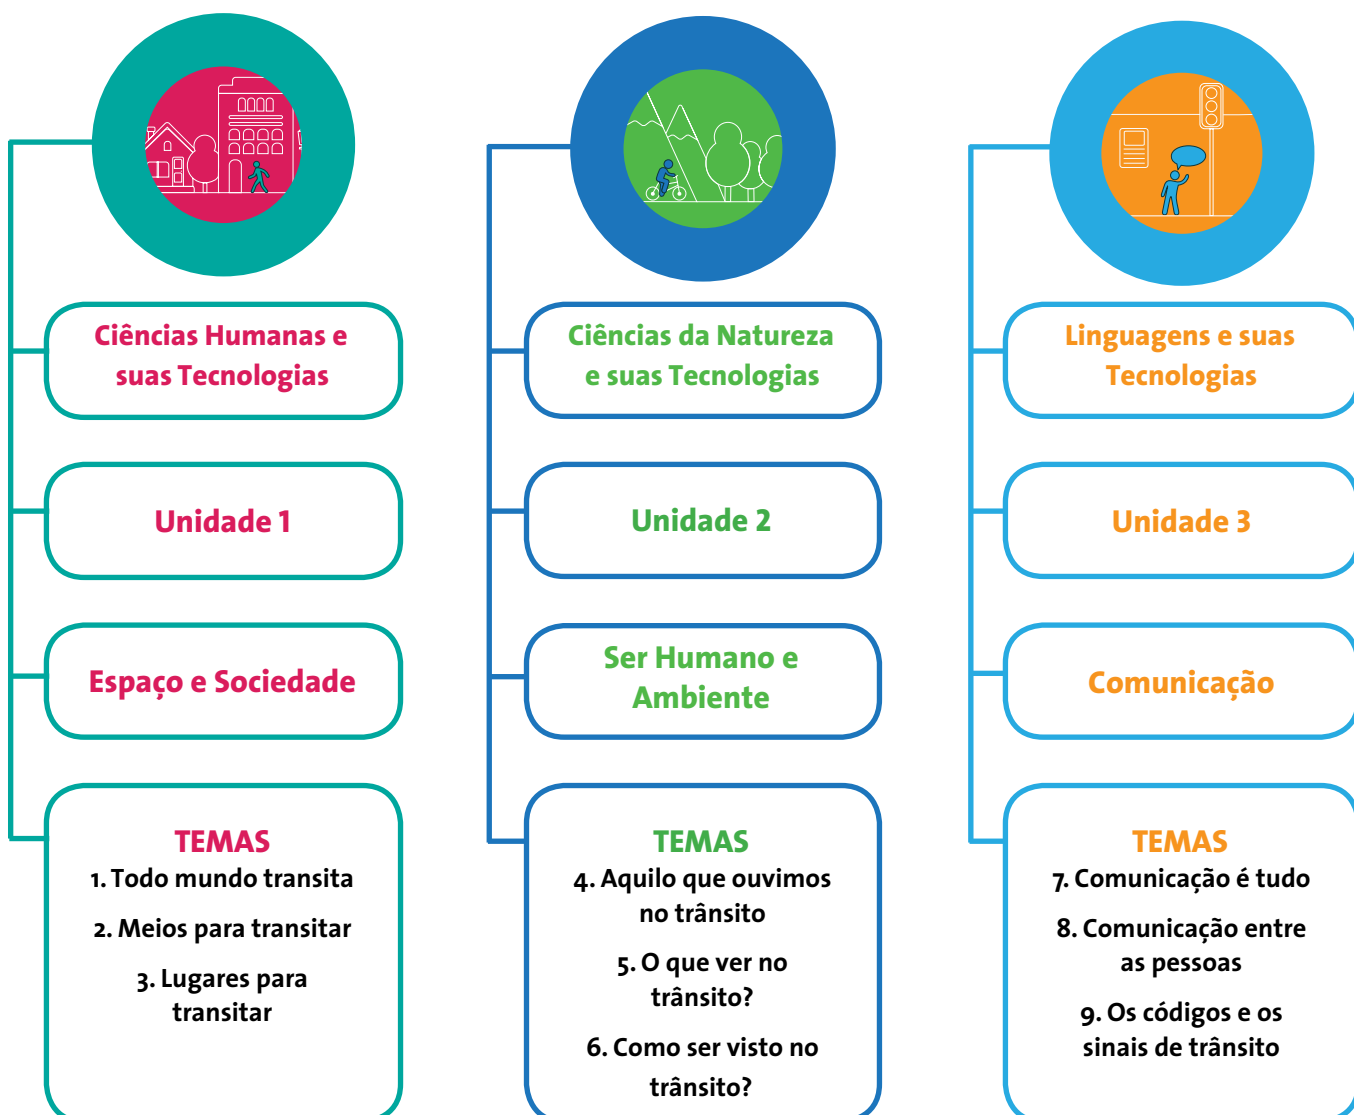 Ciências Humanas e
suas Tecnologias
Unidade 1
Espaço e Sociedade
TEMAS
1. Todo mundo transita
2. Meios para transitar
3. Lugares para
transitar
Ciências da Natureza
e suas Tecnologias
Unidade 2
Ser Humano e
Ambiente
TEMAS
4. Aquilo que ouvimos
no trânsito
5. O que ver no
trânsito?
6. Como ser visto no
trânsito?
Linguagens e suas
Tecnologias
Unidade 3
Comunicação
TEMAS
7. Comunicação é tudo
8. Comunicação entre
as pessoas
9. Os códigos e os
sinais de trânsito